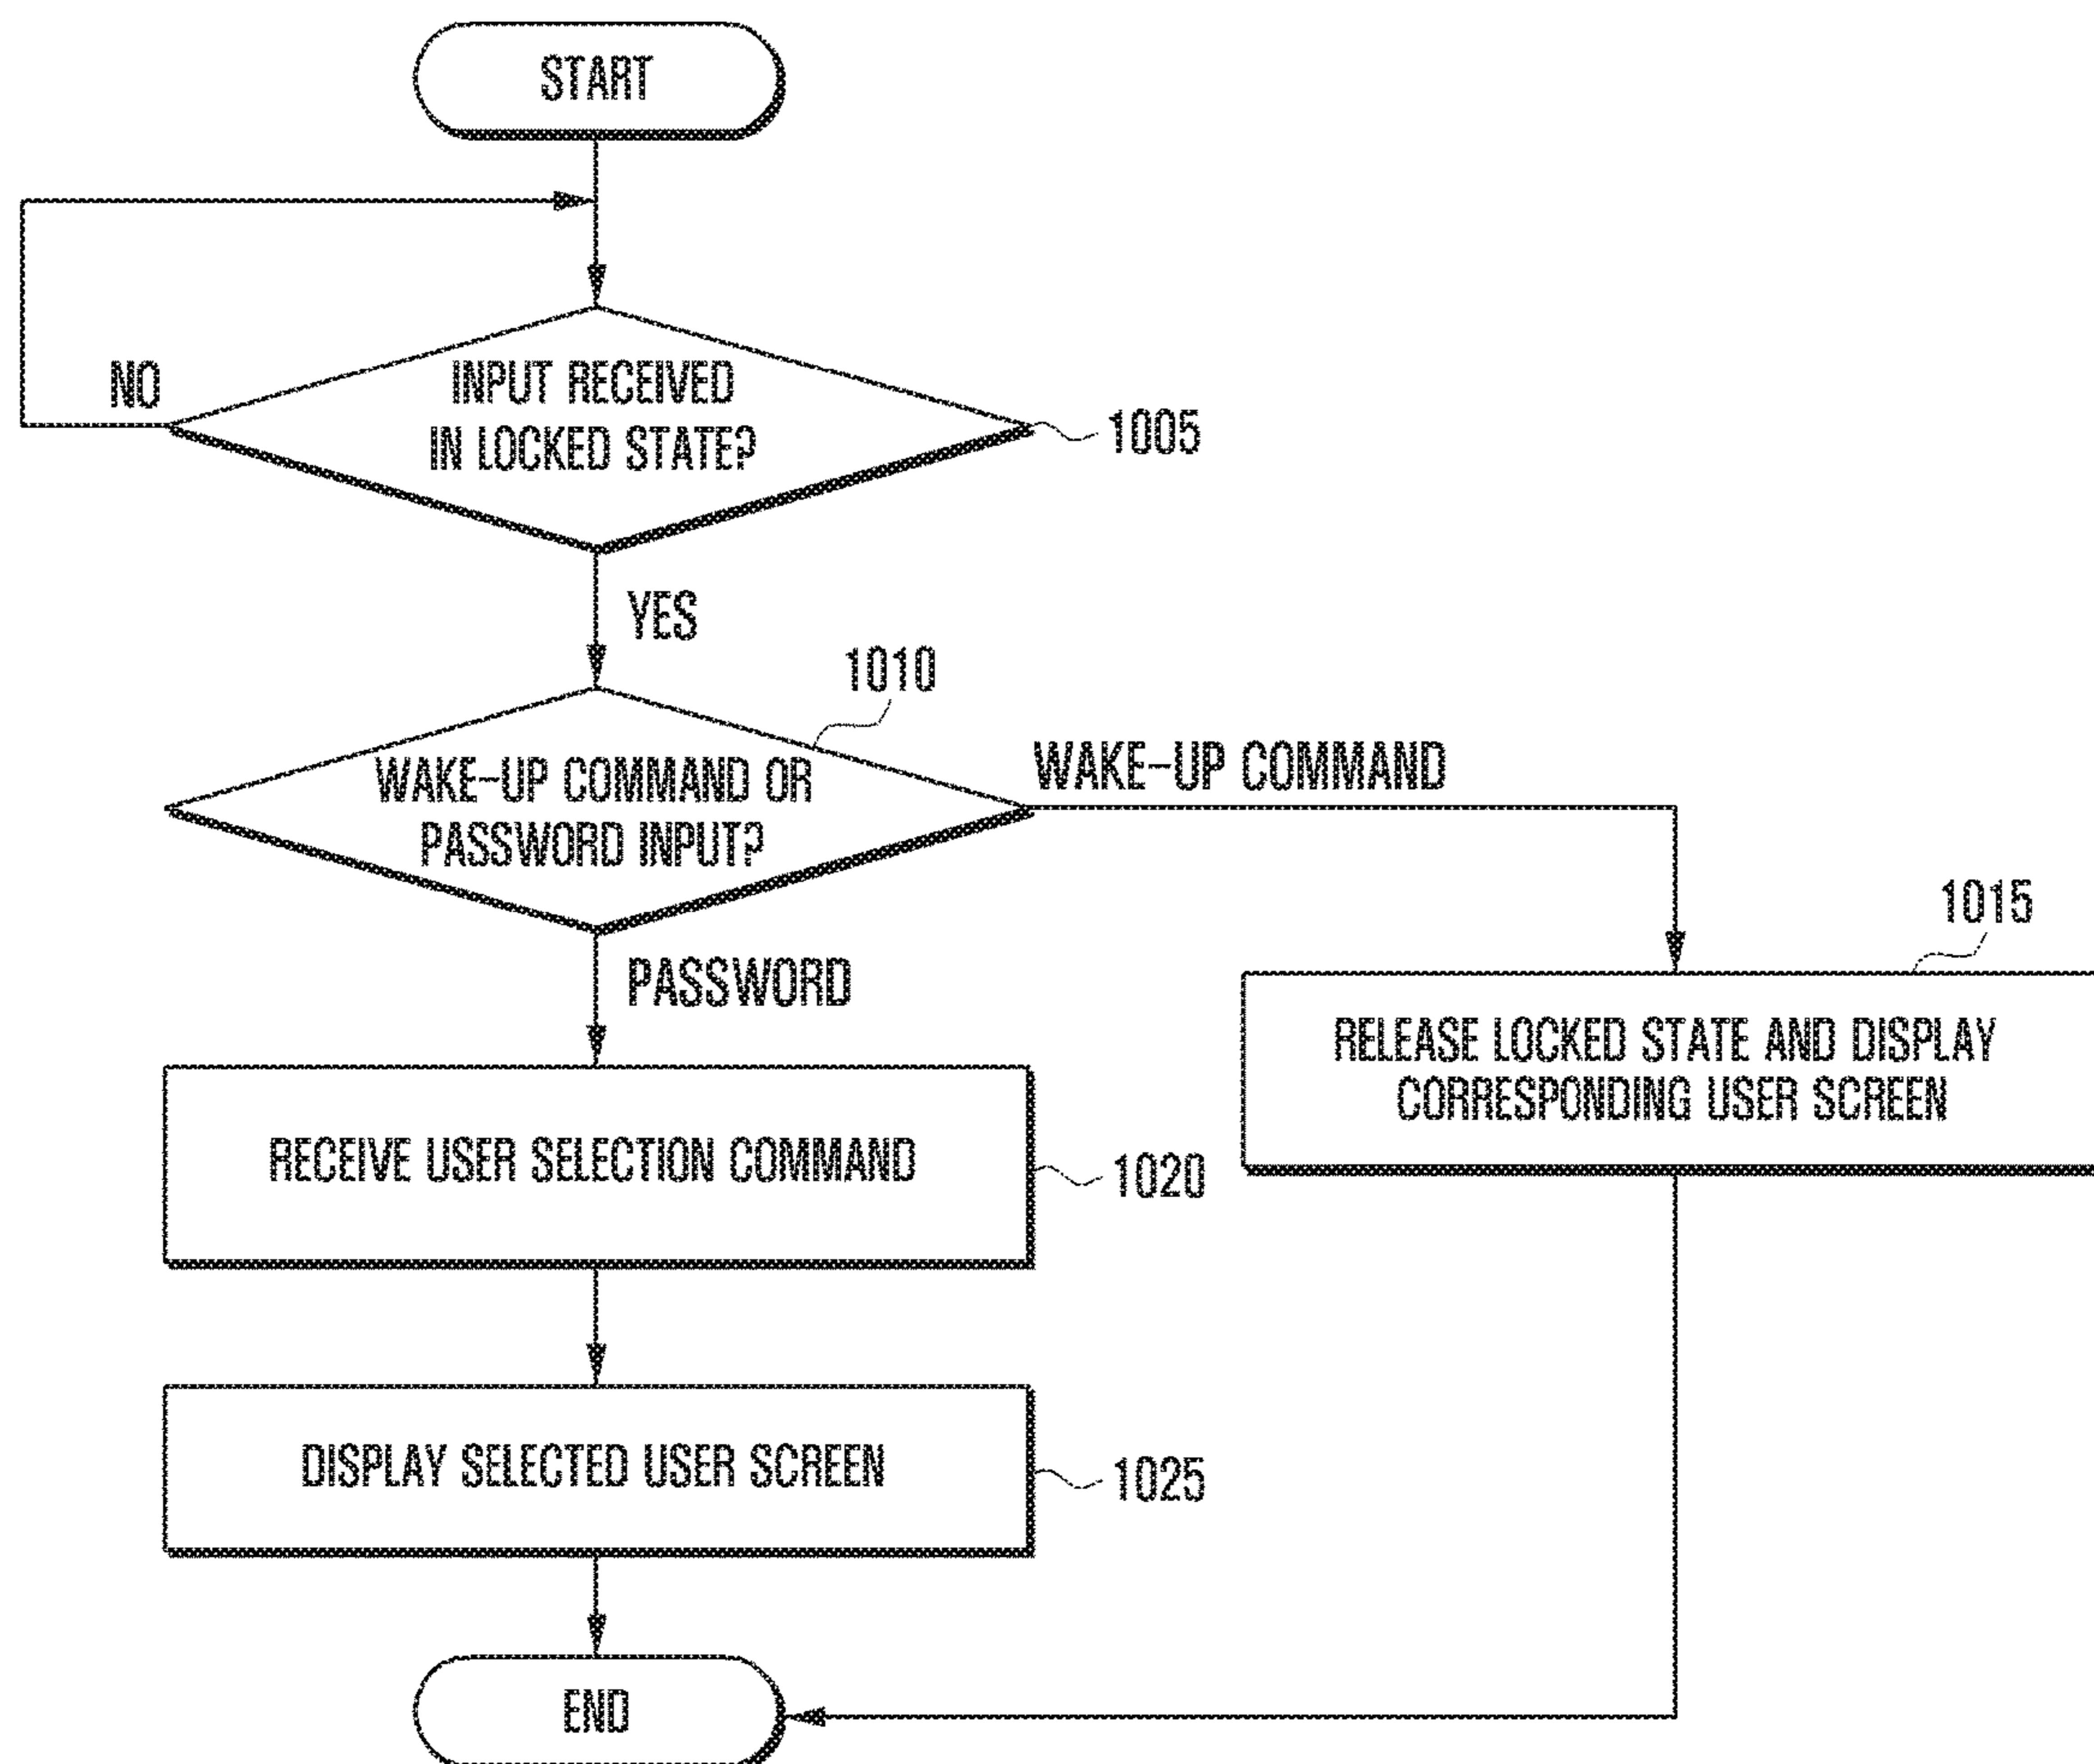 START
NO
INPUT RECEIVED
IN LOCKED STATE?
1005
YES
1010
WAKE-UP COMMAND OR
PASSWORD INPUT?
WAKE-UP COMMAND
PASSWORD
1015
RELEASE LOCKED STATE AND DISPLAY
CORRESPONDING USER SCREEN
RECEIVE USER SELECTION COMMAND
1020
DISPLAY SELECTED USER SCREEN
1025
END